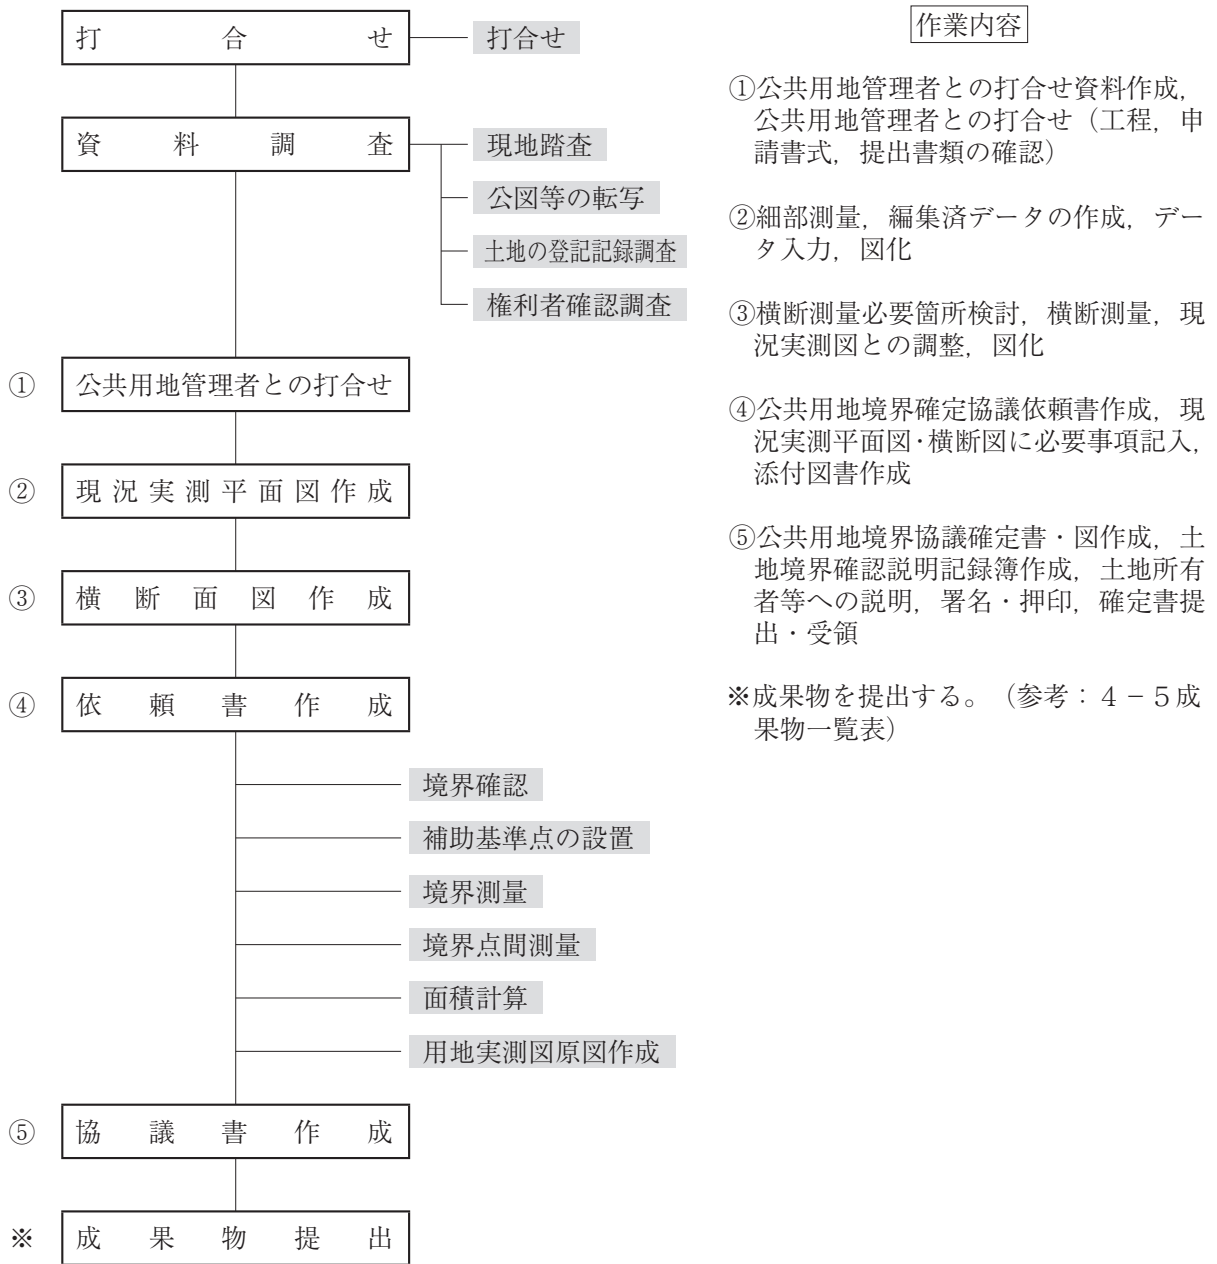 打合せ
打合せ
資料調査
現地踏査
公図等の転写
土地の登記記録調査
権利者確認調査
① 公共用地管理者との打合せ
② 現況実測平面図作成
③ 横断面図作成
④ 依頼書作成
境界確認
補助基準点の設置
境界測量
境界点間測量
面積計算
用地実測図原図作成
⑤ 協議書作成
※ 成果物提出
作業内容
①公共用地管理者との打合せ資料作成，
公共用地管理者との打合せ（工程，申
請書式，提出書類の確認）
②細部測量，編集済データの作成，デー
タ入力，図化
③横断測量必要箇所検討，横断測量，現
況実測図との調整，図化
④公共用地境界確定協議依頼書作成，現
況実測平面図・横断図に必要事項記入，
添付図書作成
⑤公共用地境界協議確定書・図作成，土
地境界確認説明記録簿作成，土地所有
者等への説明，署名・押印，確定書提
出・受領
※成果物を提出する。（参考：４－５成
果物一覧表）